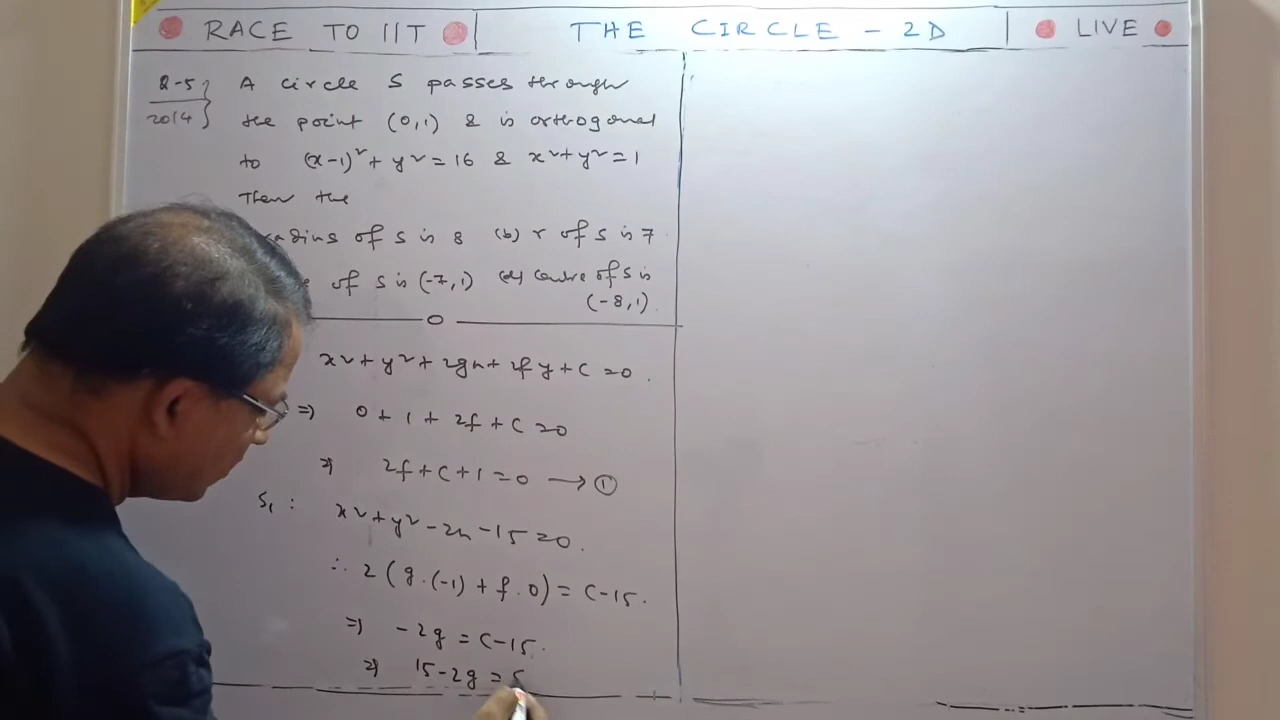 RACE TO IIT | THE CIRCLE - 2D | LIVE
Q-5 } A circle S passes through
2014 } the point (0,1) & is orthogonal
to (x-1)² + y² = 16 & x²+y² = 1
Then the
radius of S is 8 (b) r of S is 7
of S is (-7,1) (d) Centre of S is
(-8,1)
x² + y² + 2gx + 2fy + C = 0.
⇒ 0 + 1 + 2f + C = 0
⇒ 2f + C + 1 = 0 → ①
S₁ : x² + y² - 2x - 15 = 0.
∴ 2(g.(-1) + f.0) = C-15.
⇒ -2g = C-15.
⇒ 15-2g =